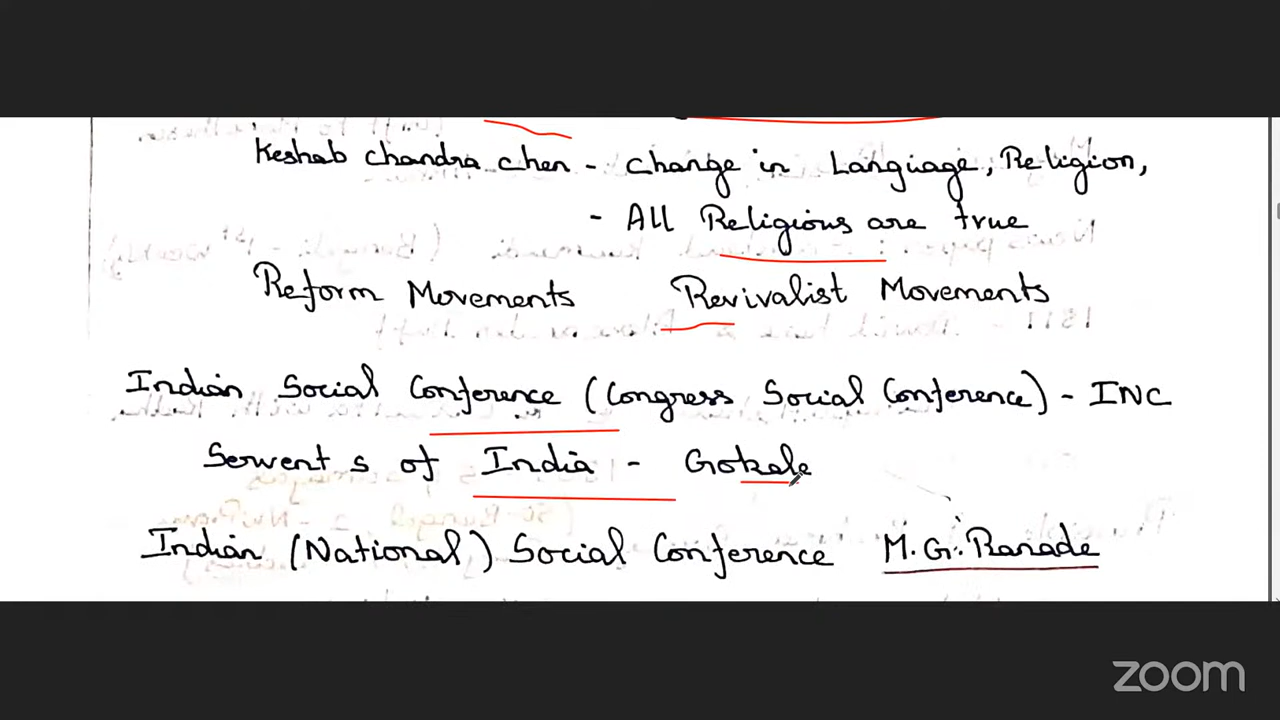 Keshab chandra chen - change in Language, Religion,
- All Religious are true
Reform Movements Revivalist Movements
Indian Social Conference (Congress Social Conference) - INC
Servent s of India - Gokale
Indian (National) Social Conference M.G. Ranade
zoom